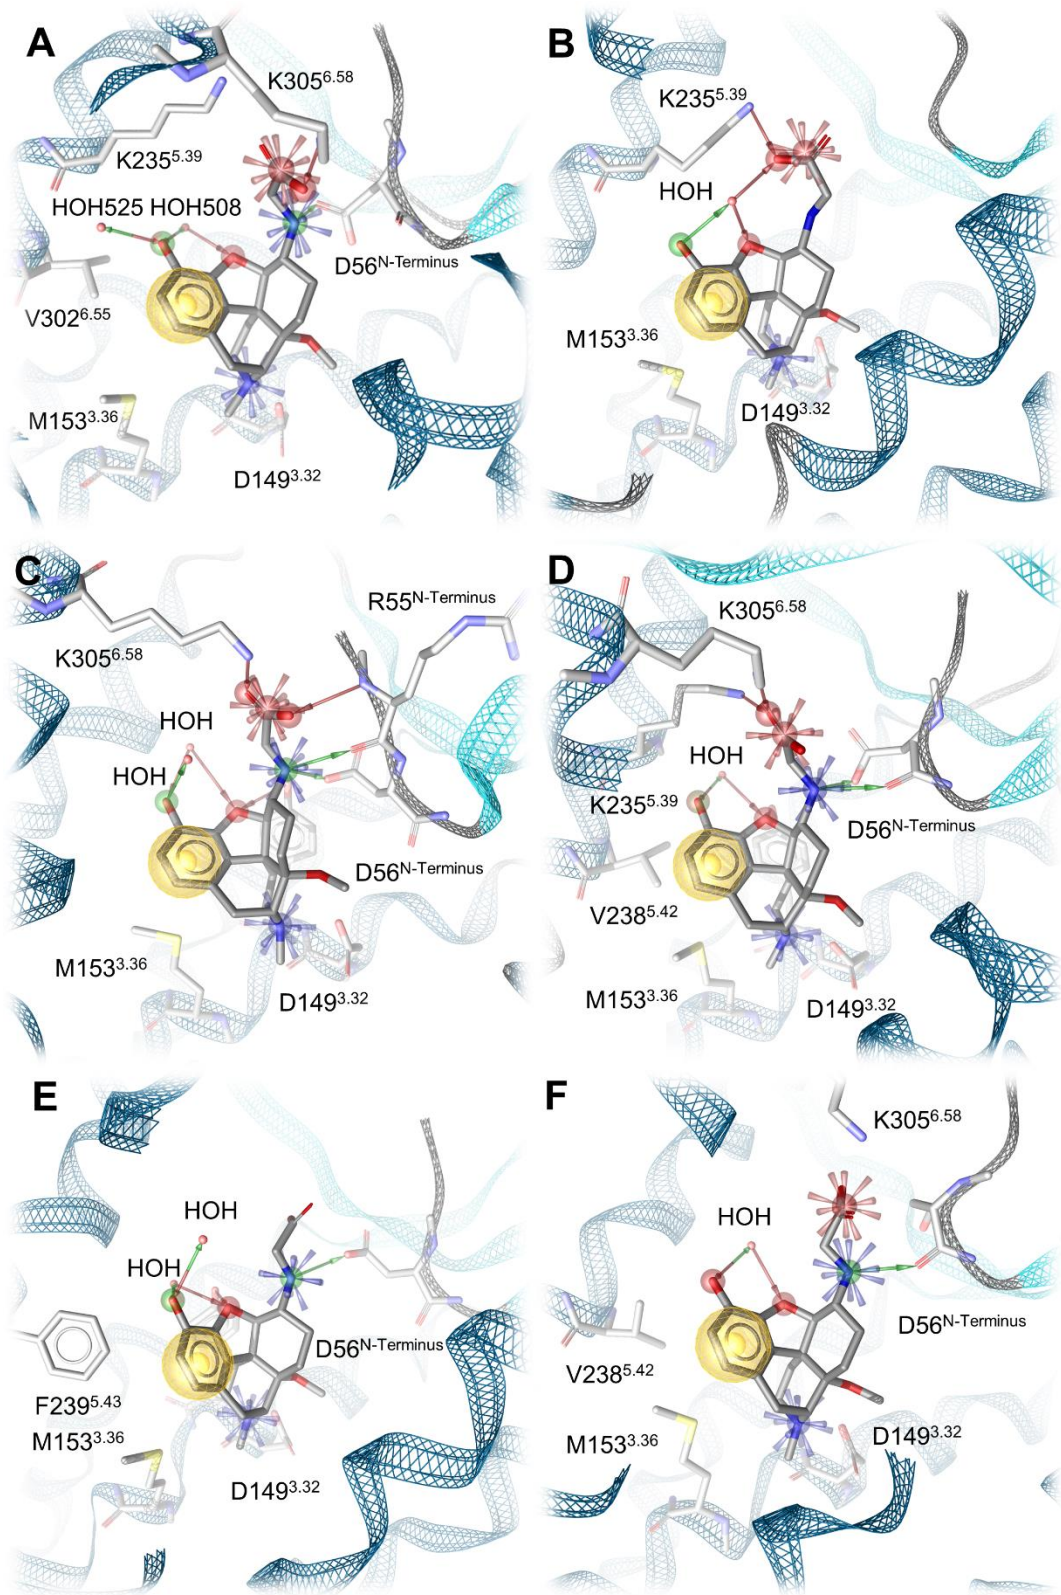 A
K305^6.58
K235^5.39
HOH525 HOH508
D56^N-Terminus
V302^6.55
M153^3.36
D149^3.32
B
K235^5.39
HOH
M153^3.36
D149^3.32
C
R55^N-Terminus
K305^6.58
HOH
HOH
D56^N-Terminus
M153^3.36
D149^3.32
D
K305^6.58
HOH
K235^5.39
D56^N-Terminus
V238^5.42
M153^3.36
D149^3.32
E
HOH
HOH
D56^N-Terminus
F239^5.43
M153^3.36
D149^3.32
F
K305^6.58
HOH
D56^N-Terminus
V238^5.42
M153^3.36
D149^3.32